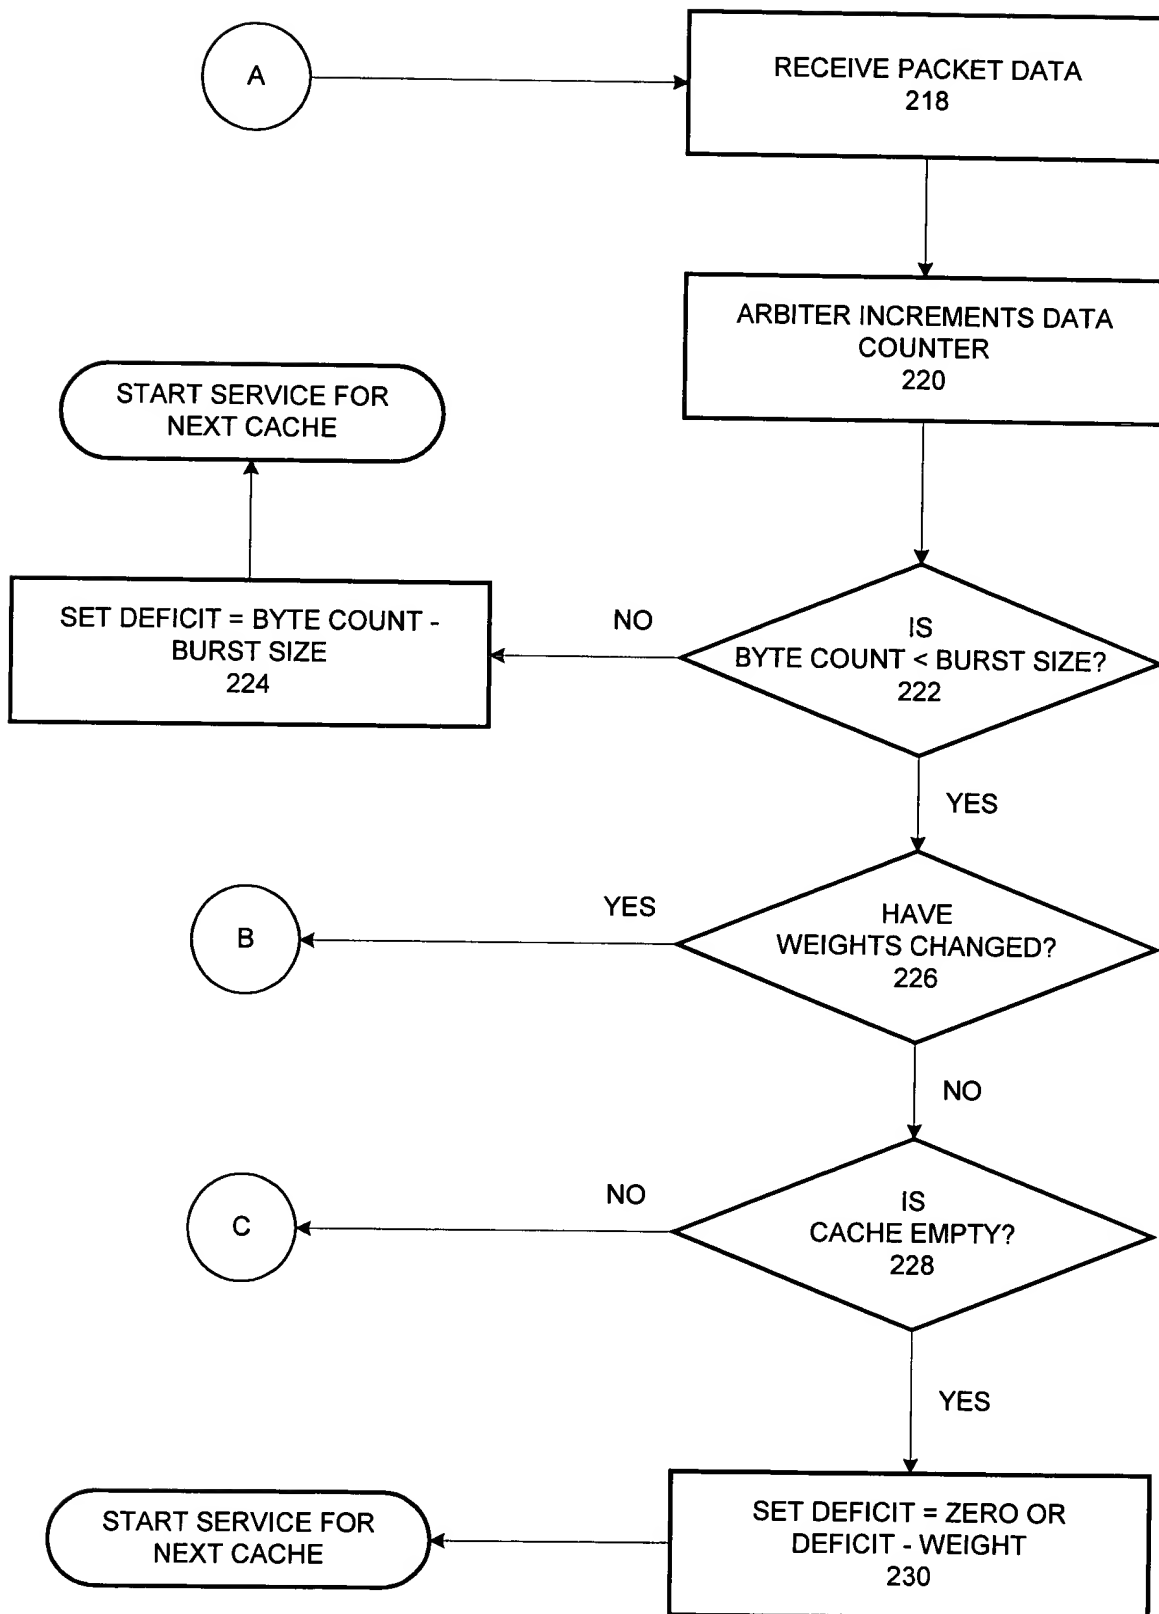 A
RECEIVE PACKET DATA
218
ARBITER INCREMENTS DATA
COUNTER
220
START SERVICE FOR
NEXT CACHE
SET DEFICIT = BYTE COUNT -
BURST SIZE
224
NO
IS
BYTE COUNT < BURST SIZE?
222
YES
B
YES
HAVE
WEIGHTS CHANGED?
226
NO
C
NO
IS
CACHE EMPTY?
228
YES
START SERVICE FOR
NEXT CACHE
SET DEFICIT = ZERO OR
DEFICIT - WEIGHT
230